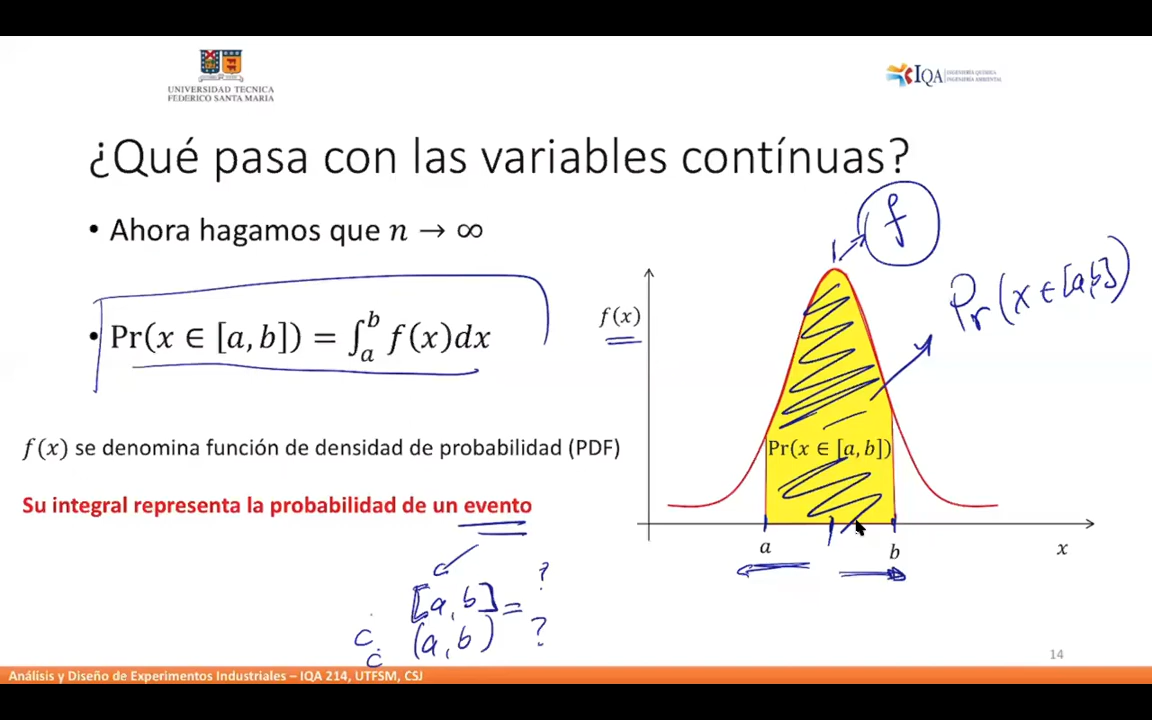 UNIVERSIDAD TECNICA
FEDERICO SANTA MARIA
IQA INGENIERÍA QUÍMICA
INGENIERÍA AMBIENTAL
¿Qué pasa con las variables contínuas?
• Ahora hagamos que n → ∞
• Pr(x ∈ [a, b]) = ∫ₐᵇ f(x)dx
f(x) se denomina función de densidad de probabilidad (PDF)
Su integral representa la probabilidad de un evento
[a, b] = ?
(a, b) ?
f
Pr(x ∈ [a,b])
f(x)
Pr(x ∈ [a, b])
a
b
x
14
Análisis y Diseño de Experimentos Industriales – IQA 214, UTFSM, CSJ